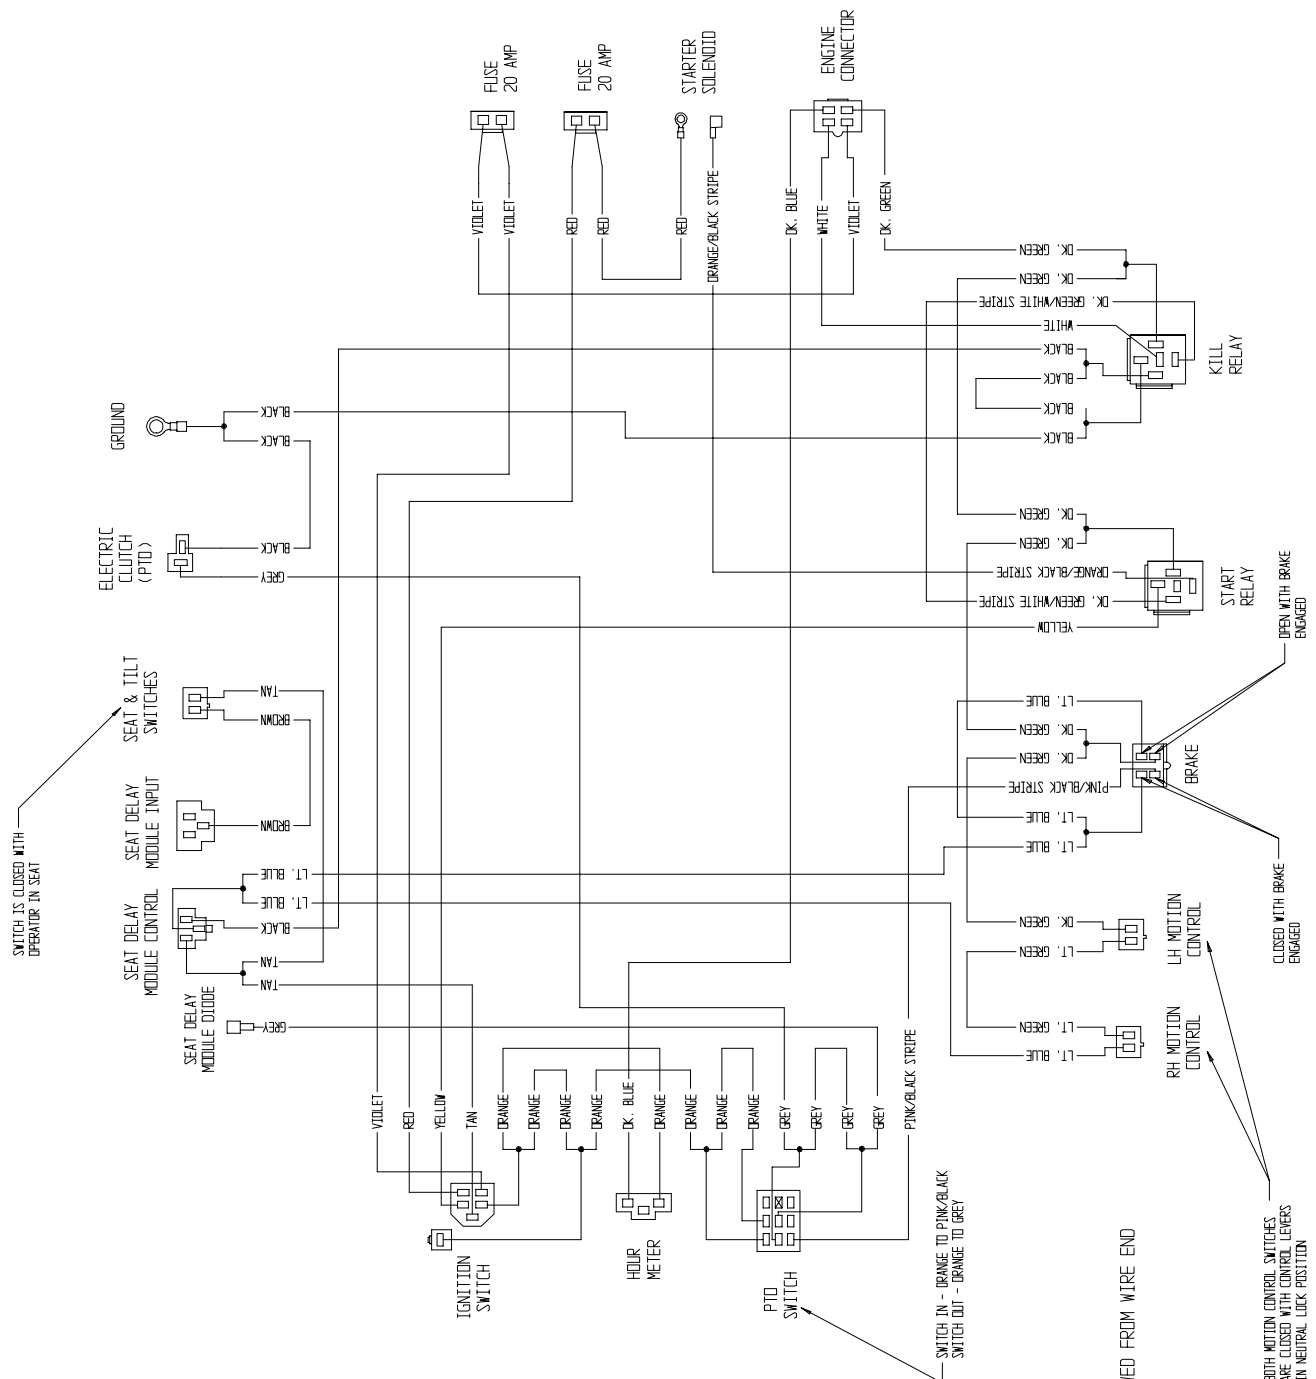 FUSE
20 AMP
FUSE
20 AMP
STARTER
SOLENOID
ENGINE
CONNECTOR
VIOLET
VIOLET
RED
RED
RED
ORANGE/BLACK STRIPE
DK. BLUE
WHITE
VIOLET
DK. GREEN
DK. GREEN
DK. GREEN
DK. GREEN/WHITE STRIPE
WHITE
BLACK
BLACK
BLACK
BLACK
KILL
RELAY
GROUND
BLACK
BLACK
ELECTRIC
CLUTCH
(PTO)
BLACK
GREY
DK. GREEN
DK. GREEN
ORANGE/BLACK STRIPE
DK. GREEN/WHITE STRIPE
YELLOW
START
RELAY
OPEN WITH BRAKE
ENGAGED
SEAT & TILT
SWITCHES
TAN
BROWN
SWITCH IS CLOSED WITH
OPERATOR IN SEAT
SEAT DELAY
MODULE INPUT
BROWN
LT. BLUE
DK. GREEN
DK. GREEN
PINK/BLACK STRIPE
LT. BLUE
LT. BLUE
BRAKE
CLOSED WITH BRAKE
ENGAGED
SEAT DELAY
MODULE CONTROL
LT. BLUE
LT. BLUE
BLACK
TAN
TAN
SEAT DELAY
MODULE DIODE
GREY
DK. GREEN
LT. GREEN
LH MOTION
CONTROL
LT. GREEN
LT. BLUE
RH MOTION
CONTROL
VIOLET
RED
YELLOW
TAN
ORANGE
ORANGE
ORANGE
ORANGE
DK. BLUE
ORANGE
ORANGE
ORANGE
ORANGE
GREY
GREY
GREY
GREY
PINK/BLACK STRIPE
IGNITION
SWITCH
HOUR
METER
PTO
SWITCH
SWITCH IN - ORANGE TO PINK/BLACK
SWITCH OUT - ORANGE TO GREY
FROM WIRE END
BOTH MOTION CONTROL SWITCHES
ARE CLOSED WITH CONTROL LEVERS
IN NEUTRAL LOCK POSITION